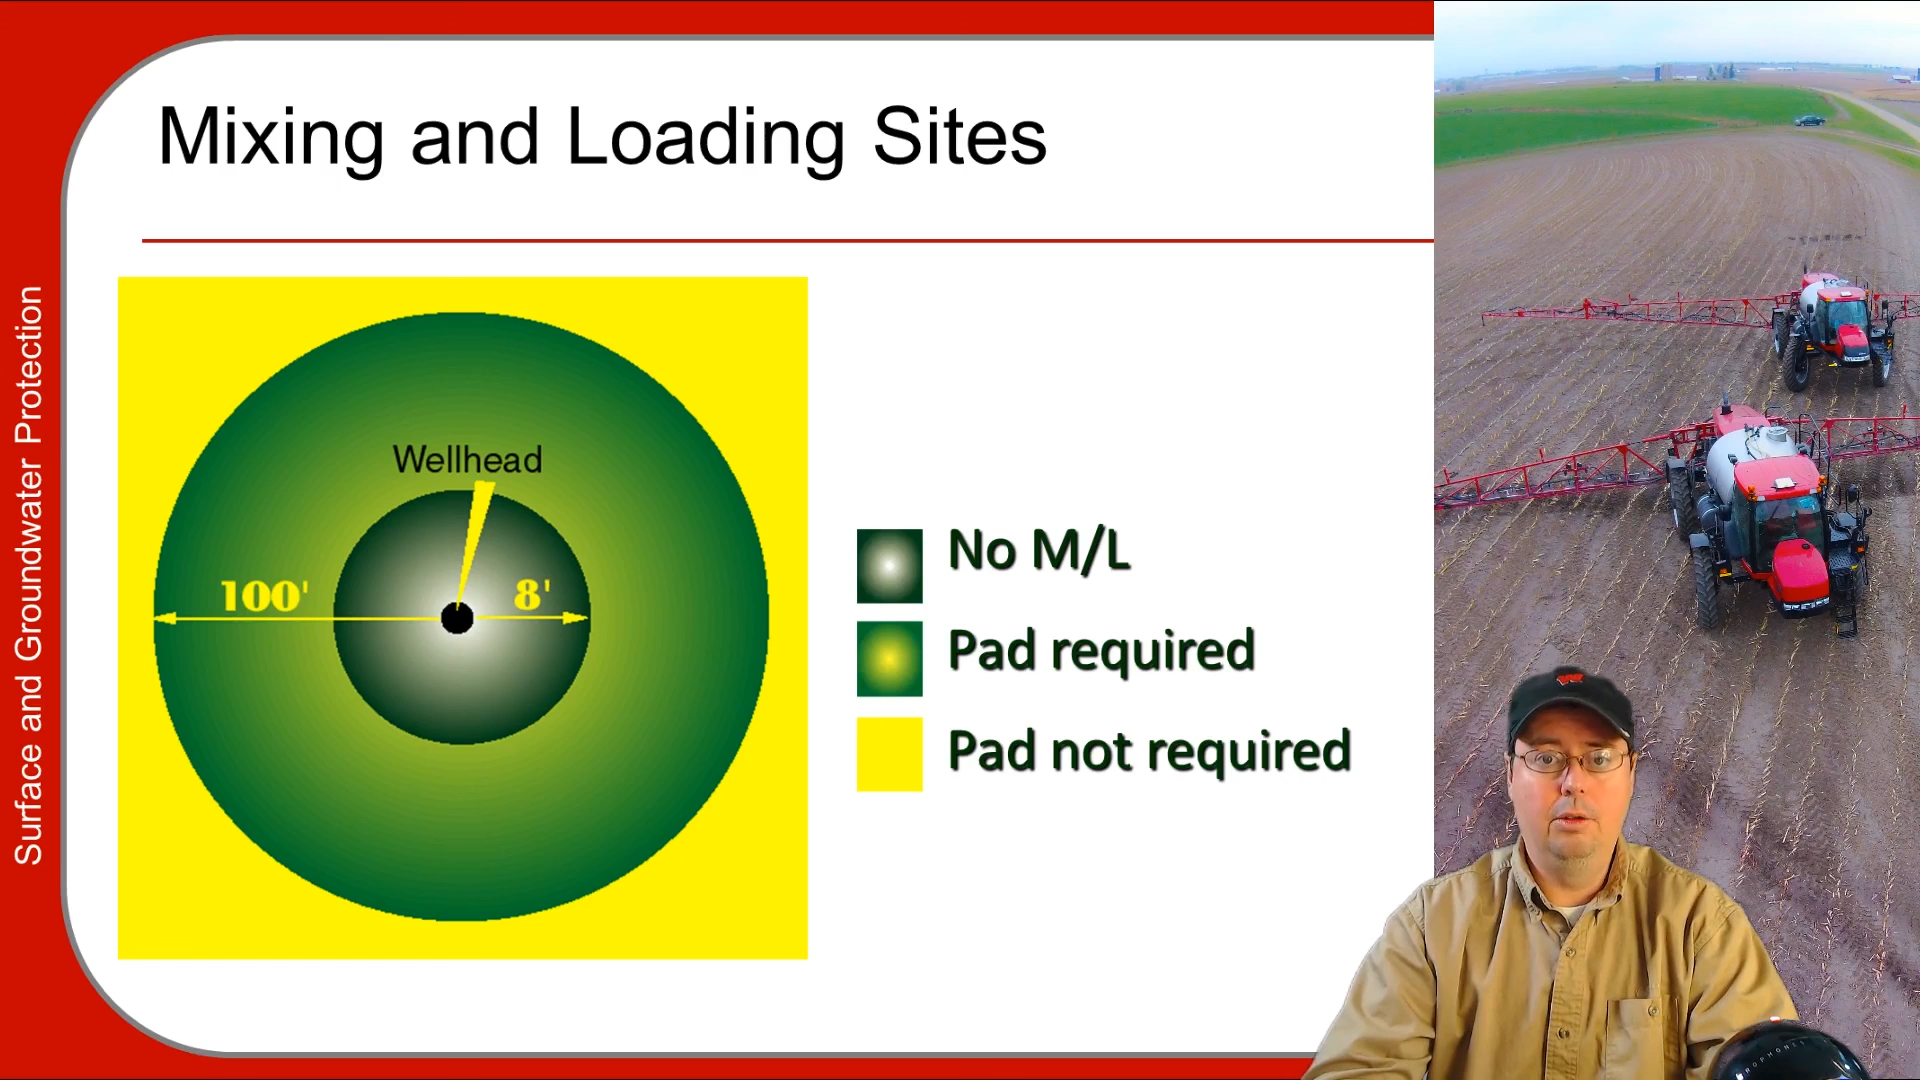 Mixing and Loading Sites
Surface and Groundwater Protection
Wellhead
100'
8'
No M/L
Pad required
Pad not required